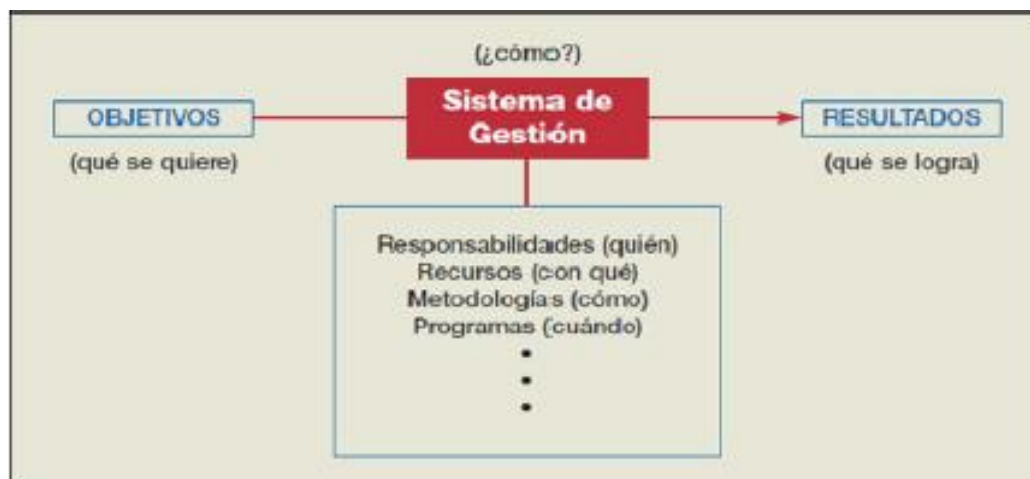 (¿cómo?)
OBJETIVOS
Sistema de
Gestión
RESULTADOS
(qué se quiere)
(qué se logra)
Responsabilidades (quién)
Recursos (con qué)
Metodologías (cómo)
Programas (cuándo)